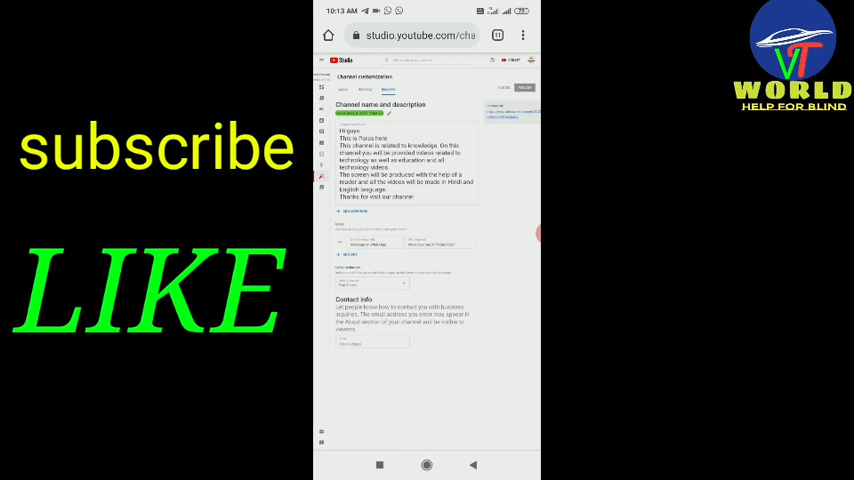 subscribe
LIKE
10:13 AM
studio.youtube.com/cha
11
Studio
Channel customization
Channel name and description
Hi guys
This is Paras here
This channel is related to knowledge. On this
channel you will be provided videos related to
technology as well as education and all
technology videos
The screen will be produced with the help of a
reader and all the videos will be made in Hindi and
English language.
Thanks for visit our channel
Contact info
Let people know how to contact you with business
inquiries. The email address you enter may appear
in the About section of your channel and be visible to
viewers.
Email address
VT
WORLD
HELP FOR BLIND